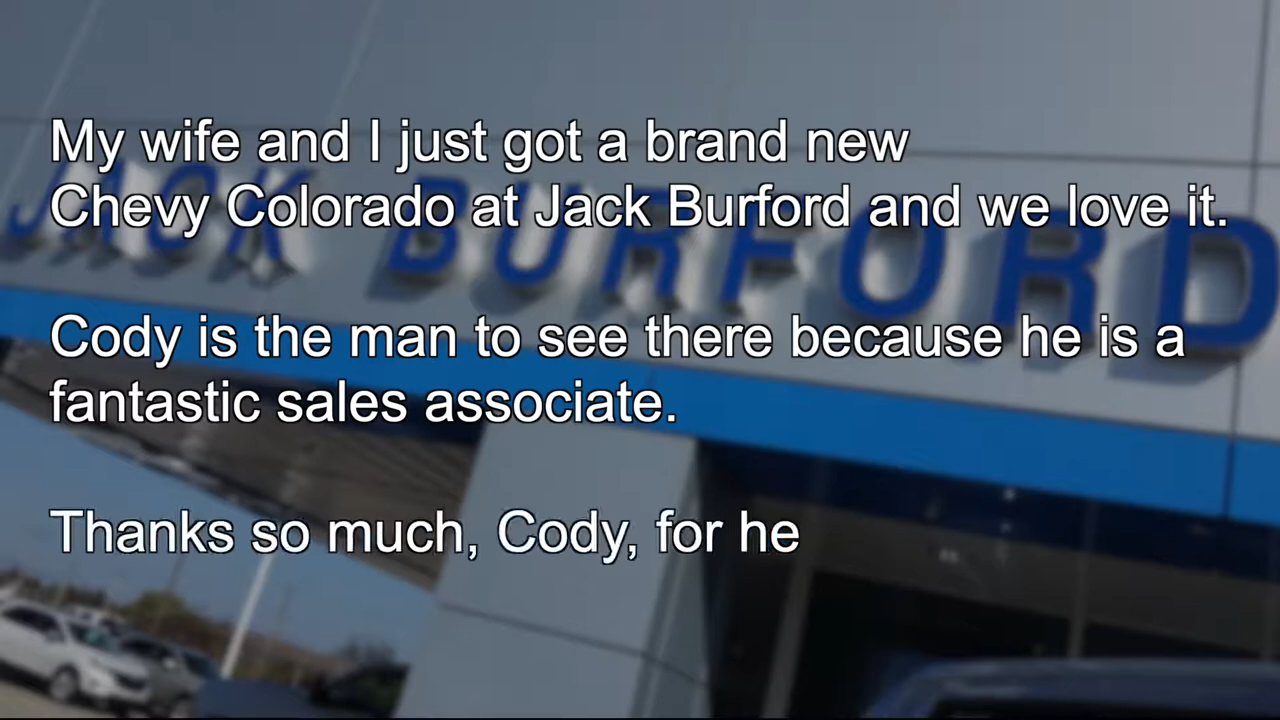 My wife and I just got a brand new
Chevy Colorado at Jack Burford and we love it.
Cody is the man to see there because he is a
fantastic sales associate.
Thanks so much, Cody, for he
JACK BURFORD